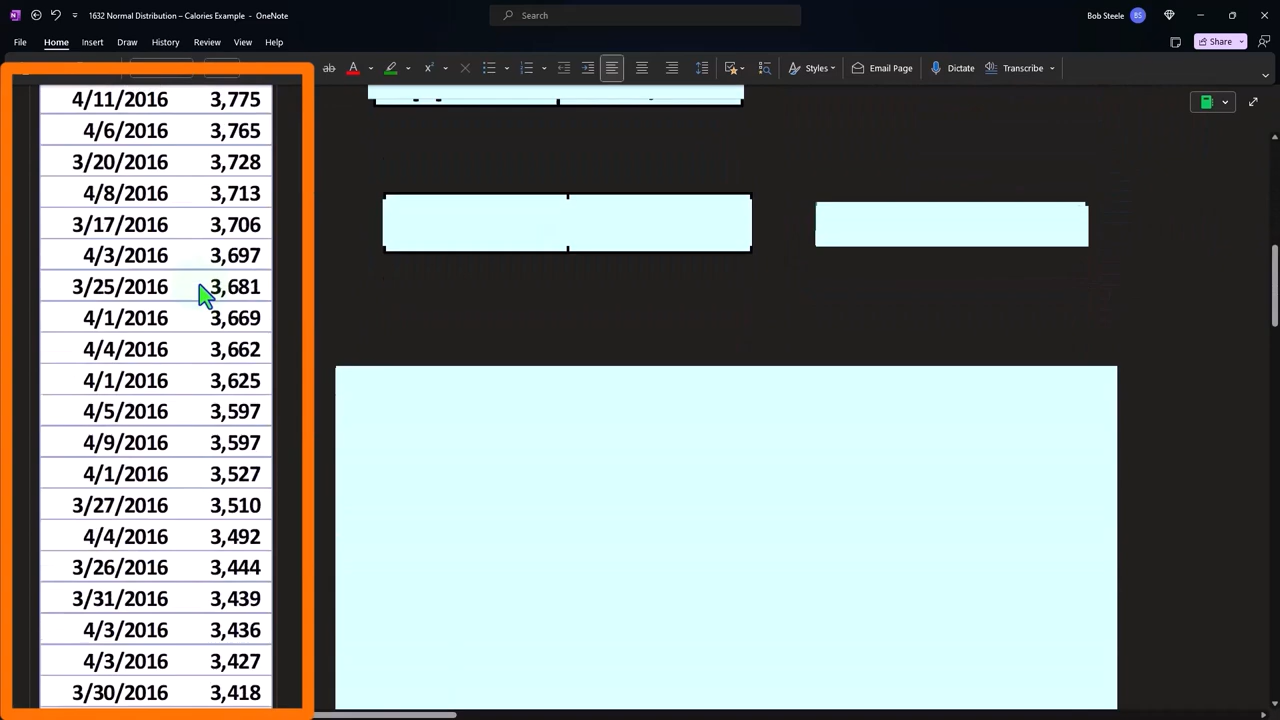 1632 Normal Distribution – Calories Example - OneNote
Search
Bob Steele
BS
File Home Insert Draw History Review View Help
Share
ab A Styles Email Page Dictate Transcribe
4/11/2016 3,775
4/6/2016 3,765
3/20/2016 3,728
4/8/2016 3,713
3/17/2016 3,706
4/3/2016 3,697
3/25/2016 3,681
4/1/2016 3,669
4/4/2016 3,662
4/1/2016 3,625
4/5/2016 3,597
4/9/2016 3,597
4/1/2016 3,527
3/27/2016 3,510
4/4/2016 3,492
3/26/2016 3,444
3/31/2016 3,439
4/3/2016 3,436
4/3/2016 3,427
3/30/2016 3,418